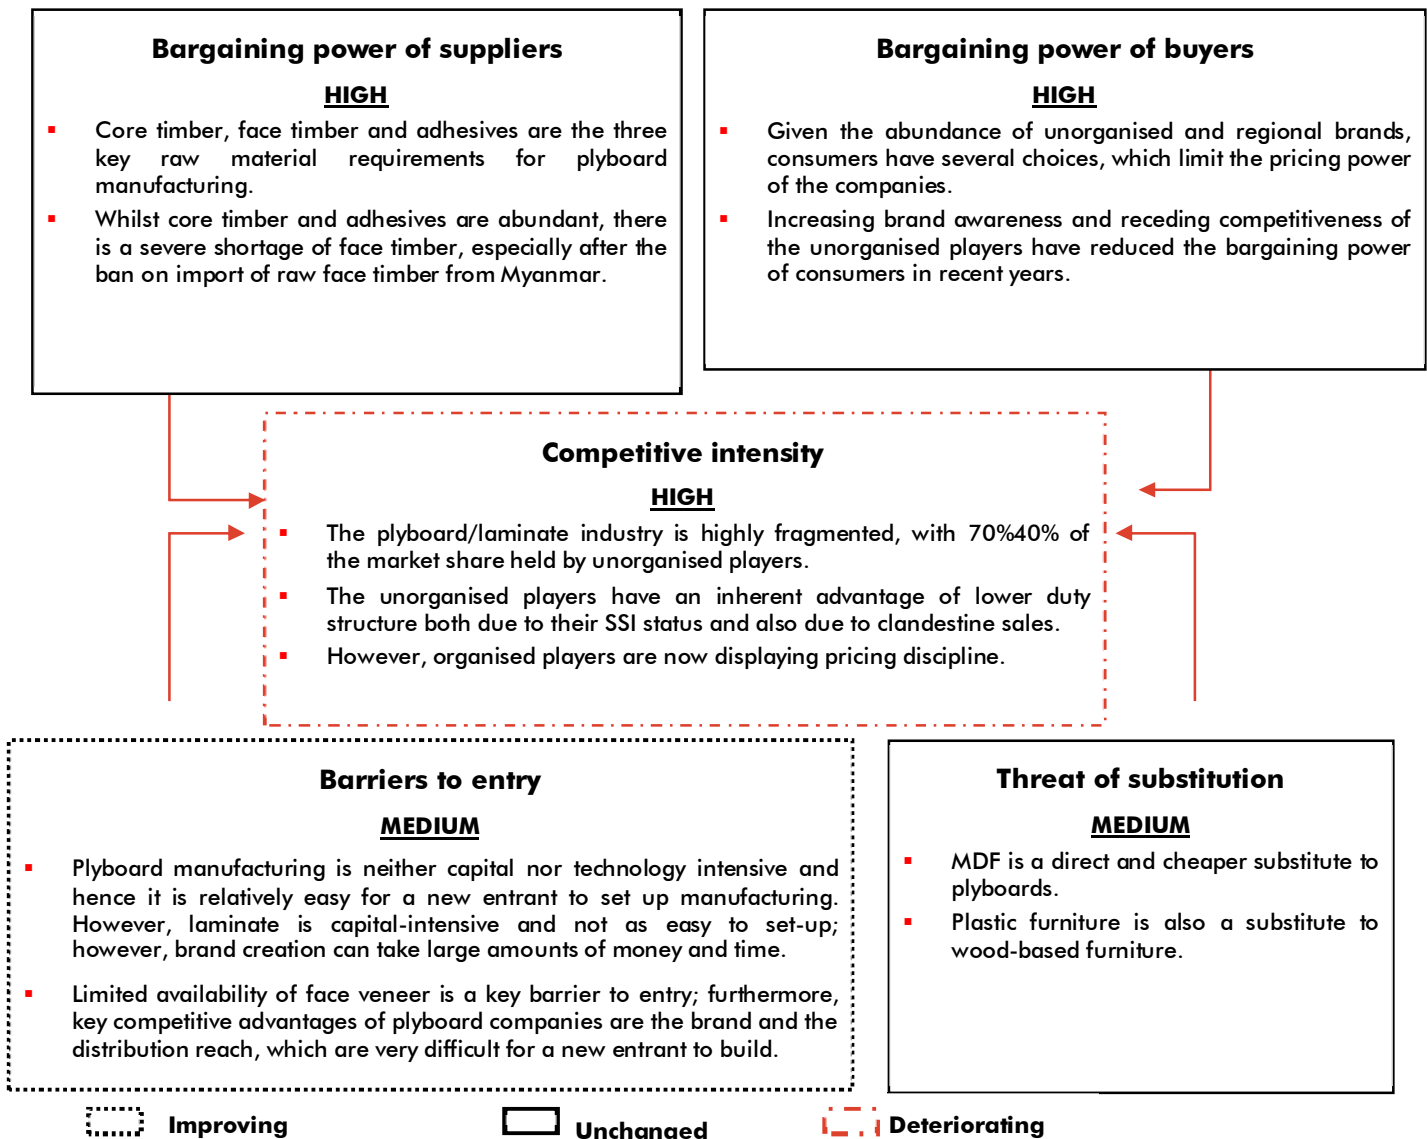 Bargaining power of suppliers
HIGH
▪ Core timber, face timber and adhesives are the three
key raw material requirements for plyboard
manufacturing.
▪ Whilst core timber and adhesives are abundant, there
is a severe shortage of face timber, especially after the
ban on import of raw face timber from Myanmar.
Bargaining power of buyers
HIGH
▪ Given the abundance of unorganised and regional brands,
consumers have several choices, which limit the pricing power
of the companies.
▪ Increasing brand awareness and receding competitiveness of
the unorganised players have reduced the bargaining power
of consumers in recent years.
Competitive intensity
HIGH
▪ The plyboard/laminate industry is highly fragmented, with 70%40% of
the market share held by unorganised players.
▪ The unorganised players have an inherent advantage of lower duty
structure both due to their SSI status and also due to clandestine sales.
▪ However, organised players are now displaying pricing discipline.
Barriers to entry
MEDIUM
▪ Plyboard manufacturing is neither capital nor technology intensive and
hence it is relatively easy for a new entrant to set up manufacturing.
However, laminate is capital-intensive and not as easy to set-up;
however, brand creation can take large amounts of money and time.
▪ Limited availability of face veneer is a key barrier to entry; furthermore,
key competitive advantages of plyboard companies are the brand and the
distribution reach, which are very difficult for a new entrant to build.
Threat of substitution
MEDIUM
▪ MDF is a direct and cheaper substitute to
plyboards.
▪ Plastic furniture is also a substitute to
wood-based furniture.
Improving
Unchanged
Deteriorating